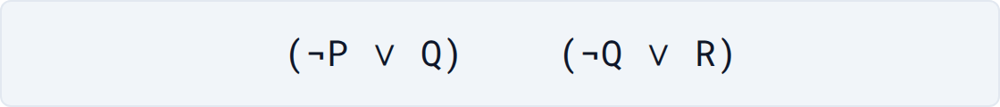 (¬P ∨ Q)    (¬Q ∨ R)